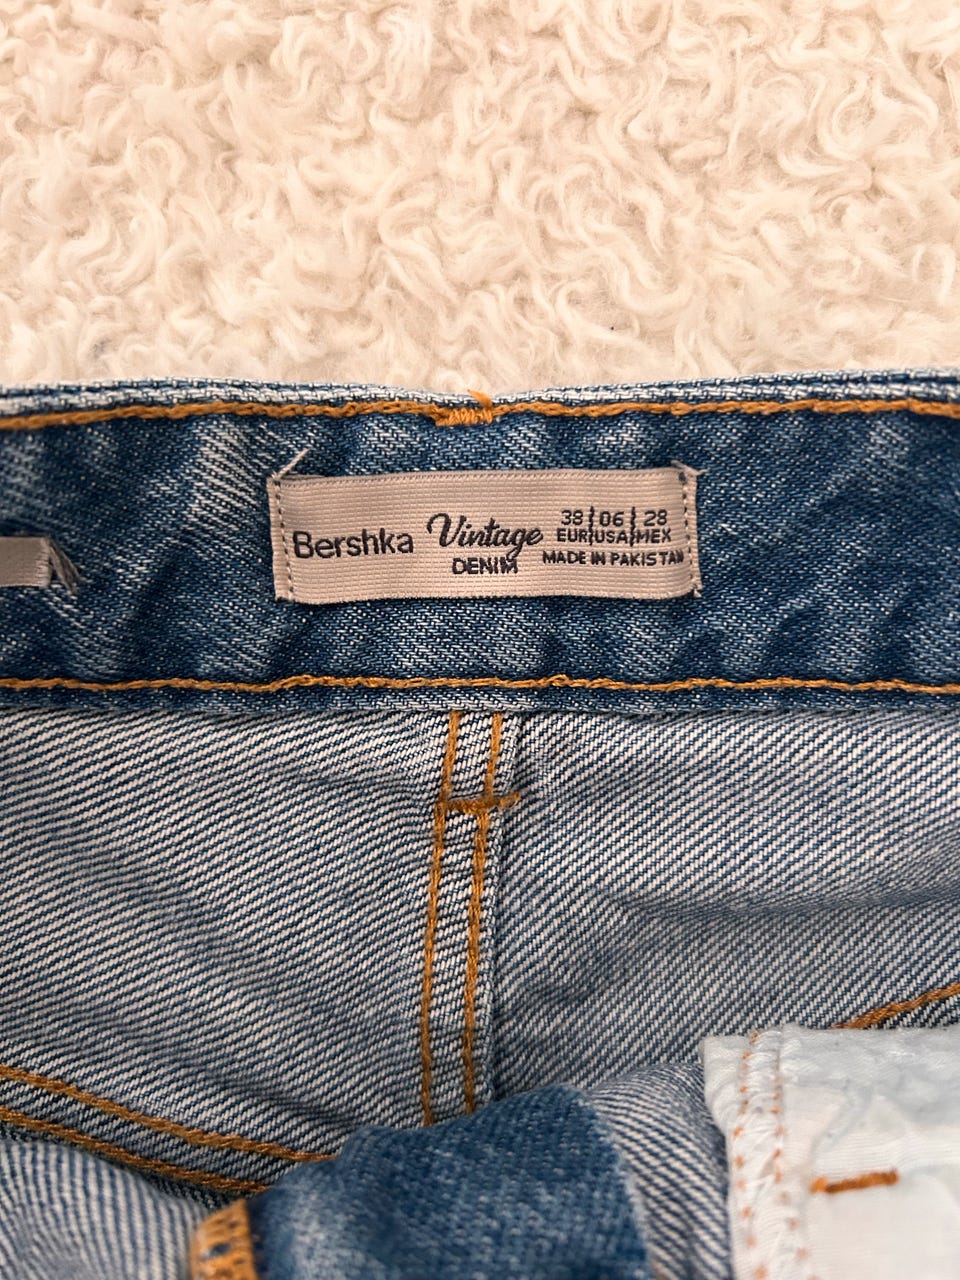 Bershka Vintage DENIM
38 | 06 | 28
EUR | USA | MEX
MADE IN PAKISTAN